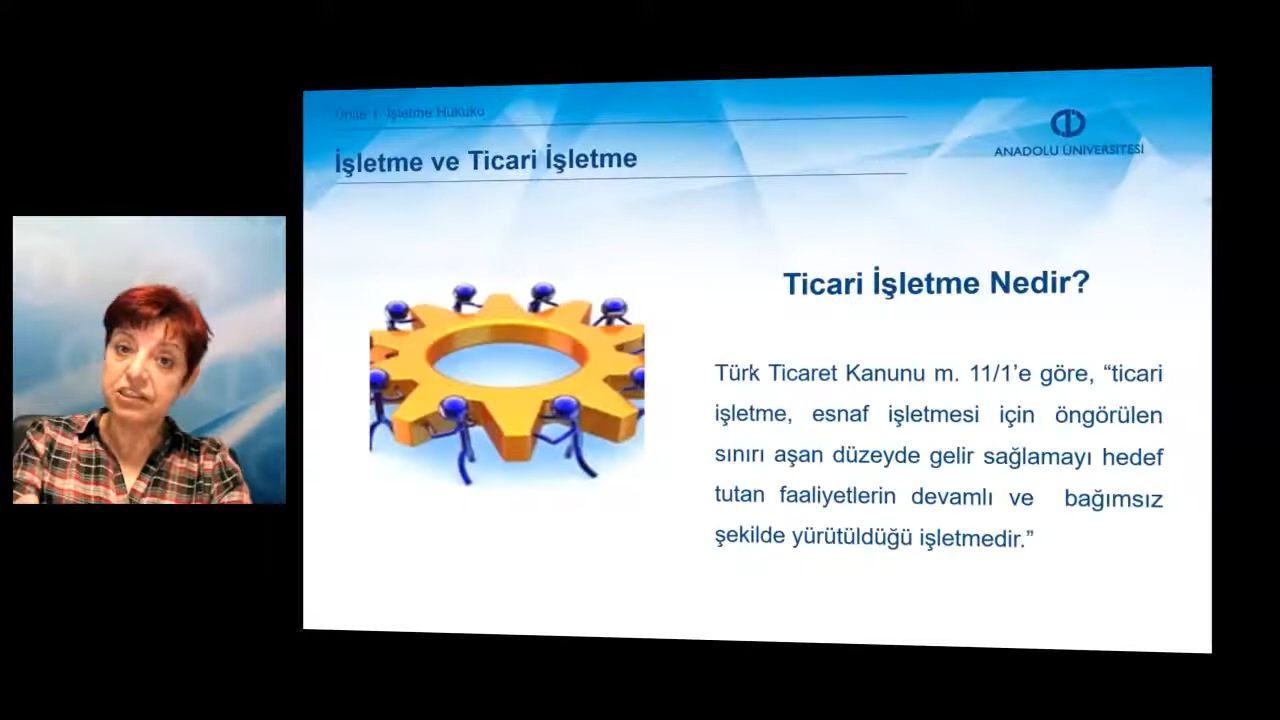 Ünite 1: İşletme Hukuku
İşletme ve Ticari İşletme
ANADOLU ÜNİVERSİTESİ
Ticari İşletme Nedir?
Türk Ticaret Kanunu m. 11/1’e göre, “ticari
işletme, esnaf işletmesi için öngörülen
sınırı aşan düzeyde gelir sağlamayı hedef
tutan faaliyetlerin devamlı ve bağımsız
şekilde yürütüldüğü işletmedir.”